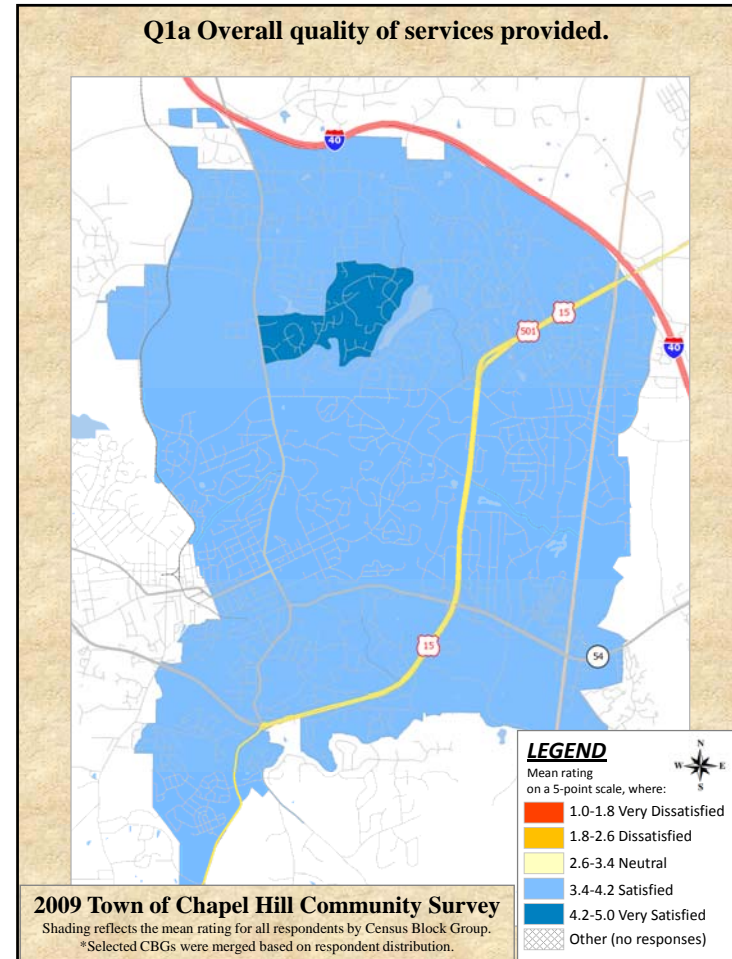 Q1a Overall quality of services provided.
40
15
501
40
15
54
LEGEND
N
W E
S
Mean rating
on a 5-point scale, where:
1.0-1.8 Very Dissatisfied
1.8-2.6 Dissatisfied
2.6-3.4 Neutral
3.4-4.2 Satisfied
4.2-5.0 Very Satisfied
Other (no responses)
2009 Town of Chapel Hill Community Survey
Shading reflects the mean rating for all respondents by Census Block Group.
*Selected CBGs were merged based on respondent distribution.